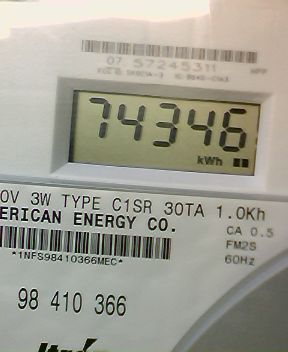 07 57245311
74346
kWh
0V 3W TYPE C1SR 30TA 1.0Kh
ERICAN ENERGY CO.
CA 0.5
FM2S
*1NFS98410366MEC*
60Hz
98 410 366